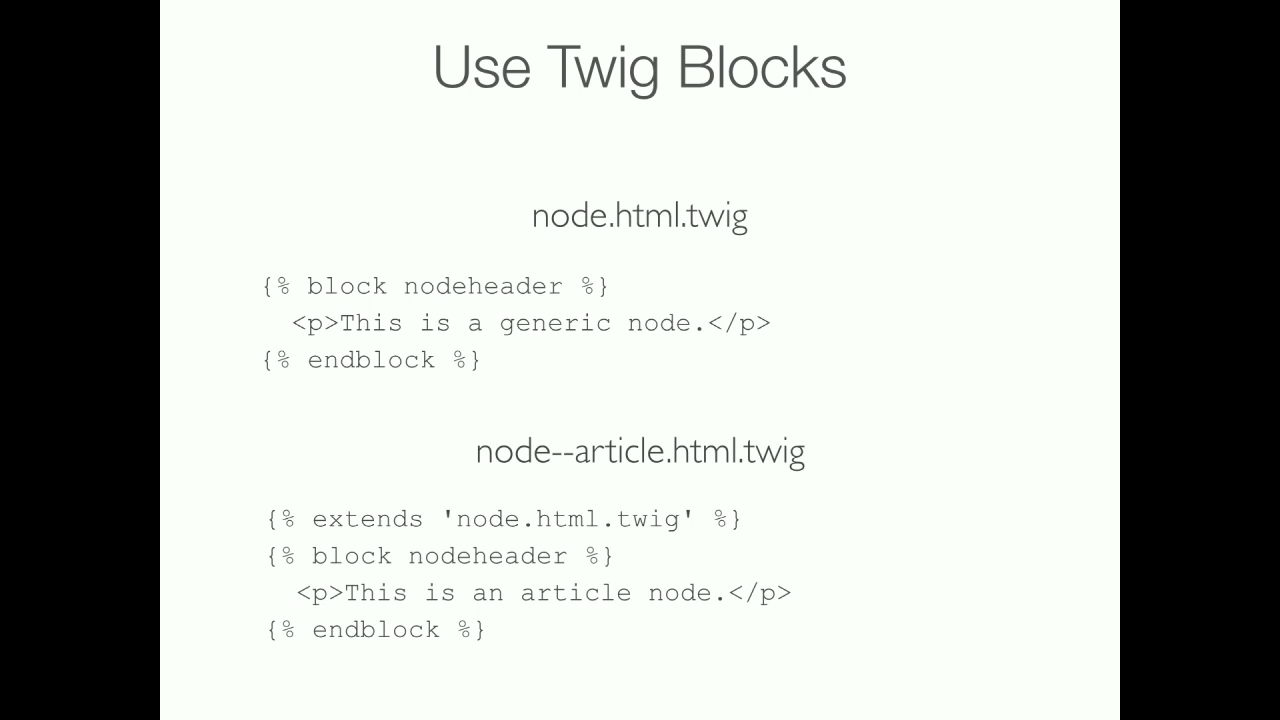 Use Twig Blocks
node.html.twig
{% block nodeheader %}
  <p>This is a generic node.</p>
{% endblock %}
node--article.html.twig
{% extends 'node.html.twig' %}
{% block nodeheader %}
  <p>This is an article node.</p>
{% endblock %}